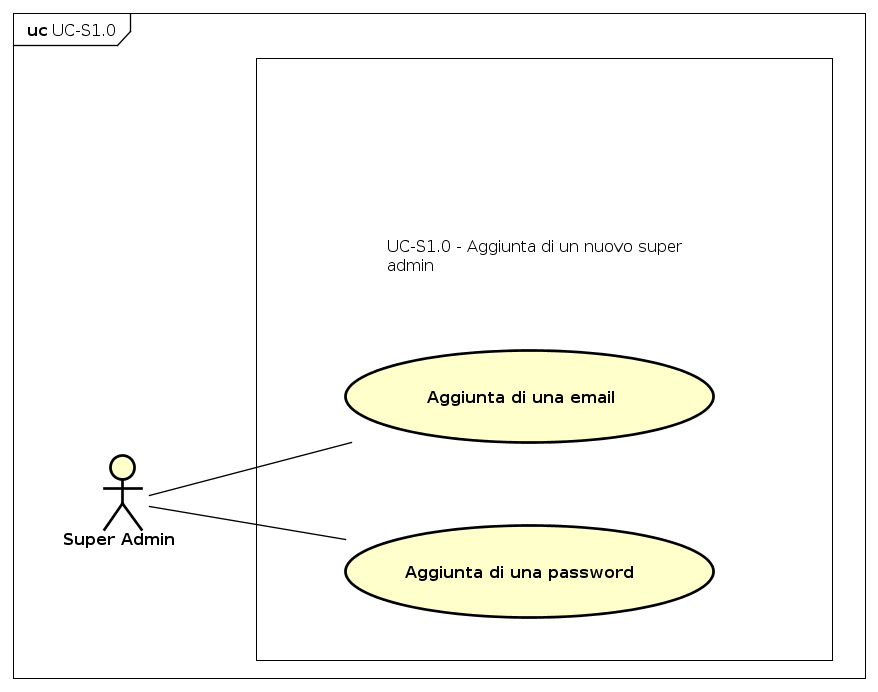 uc UC-S1.0
UC-S1.0 - Aggiunta di un nuovo super
admin
Aggiunta di una email
Super Admin
Aggiunta di una password